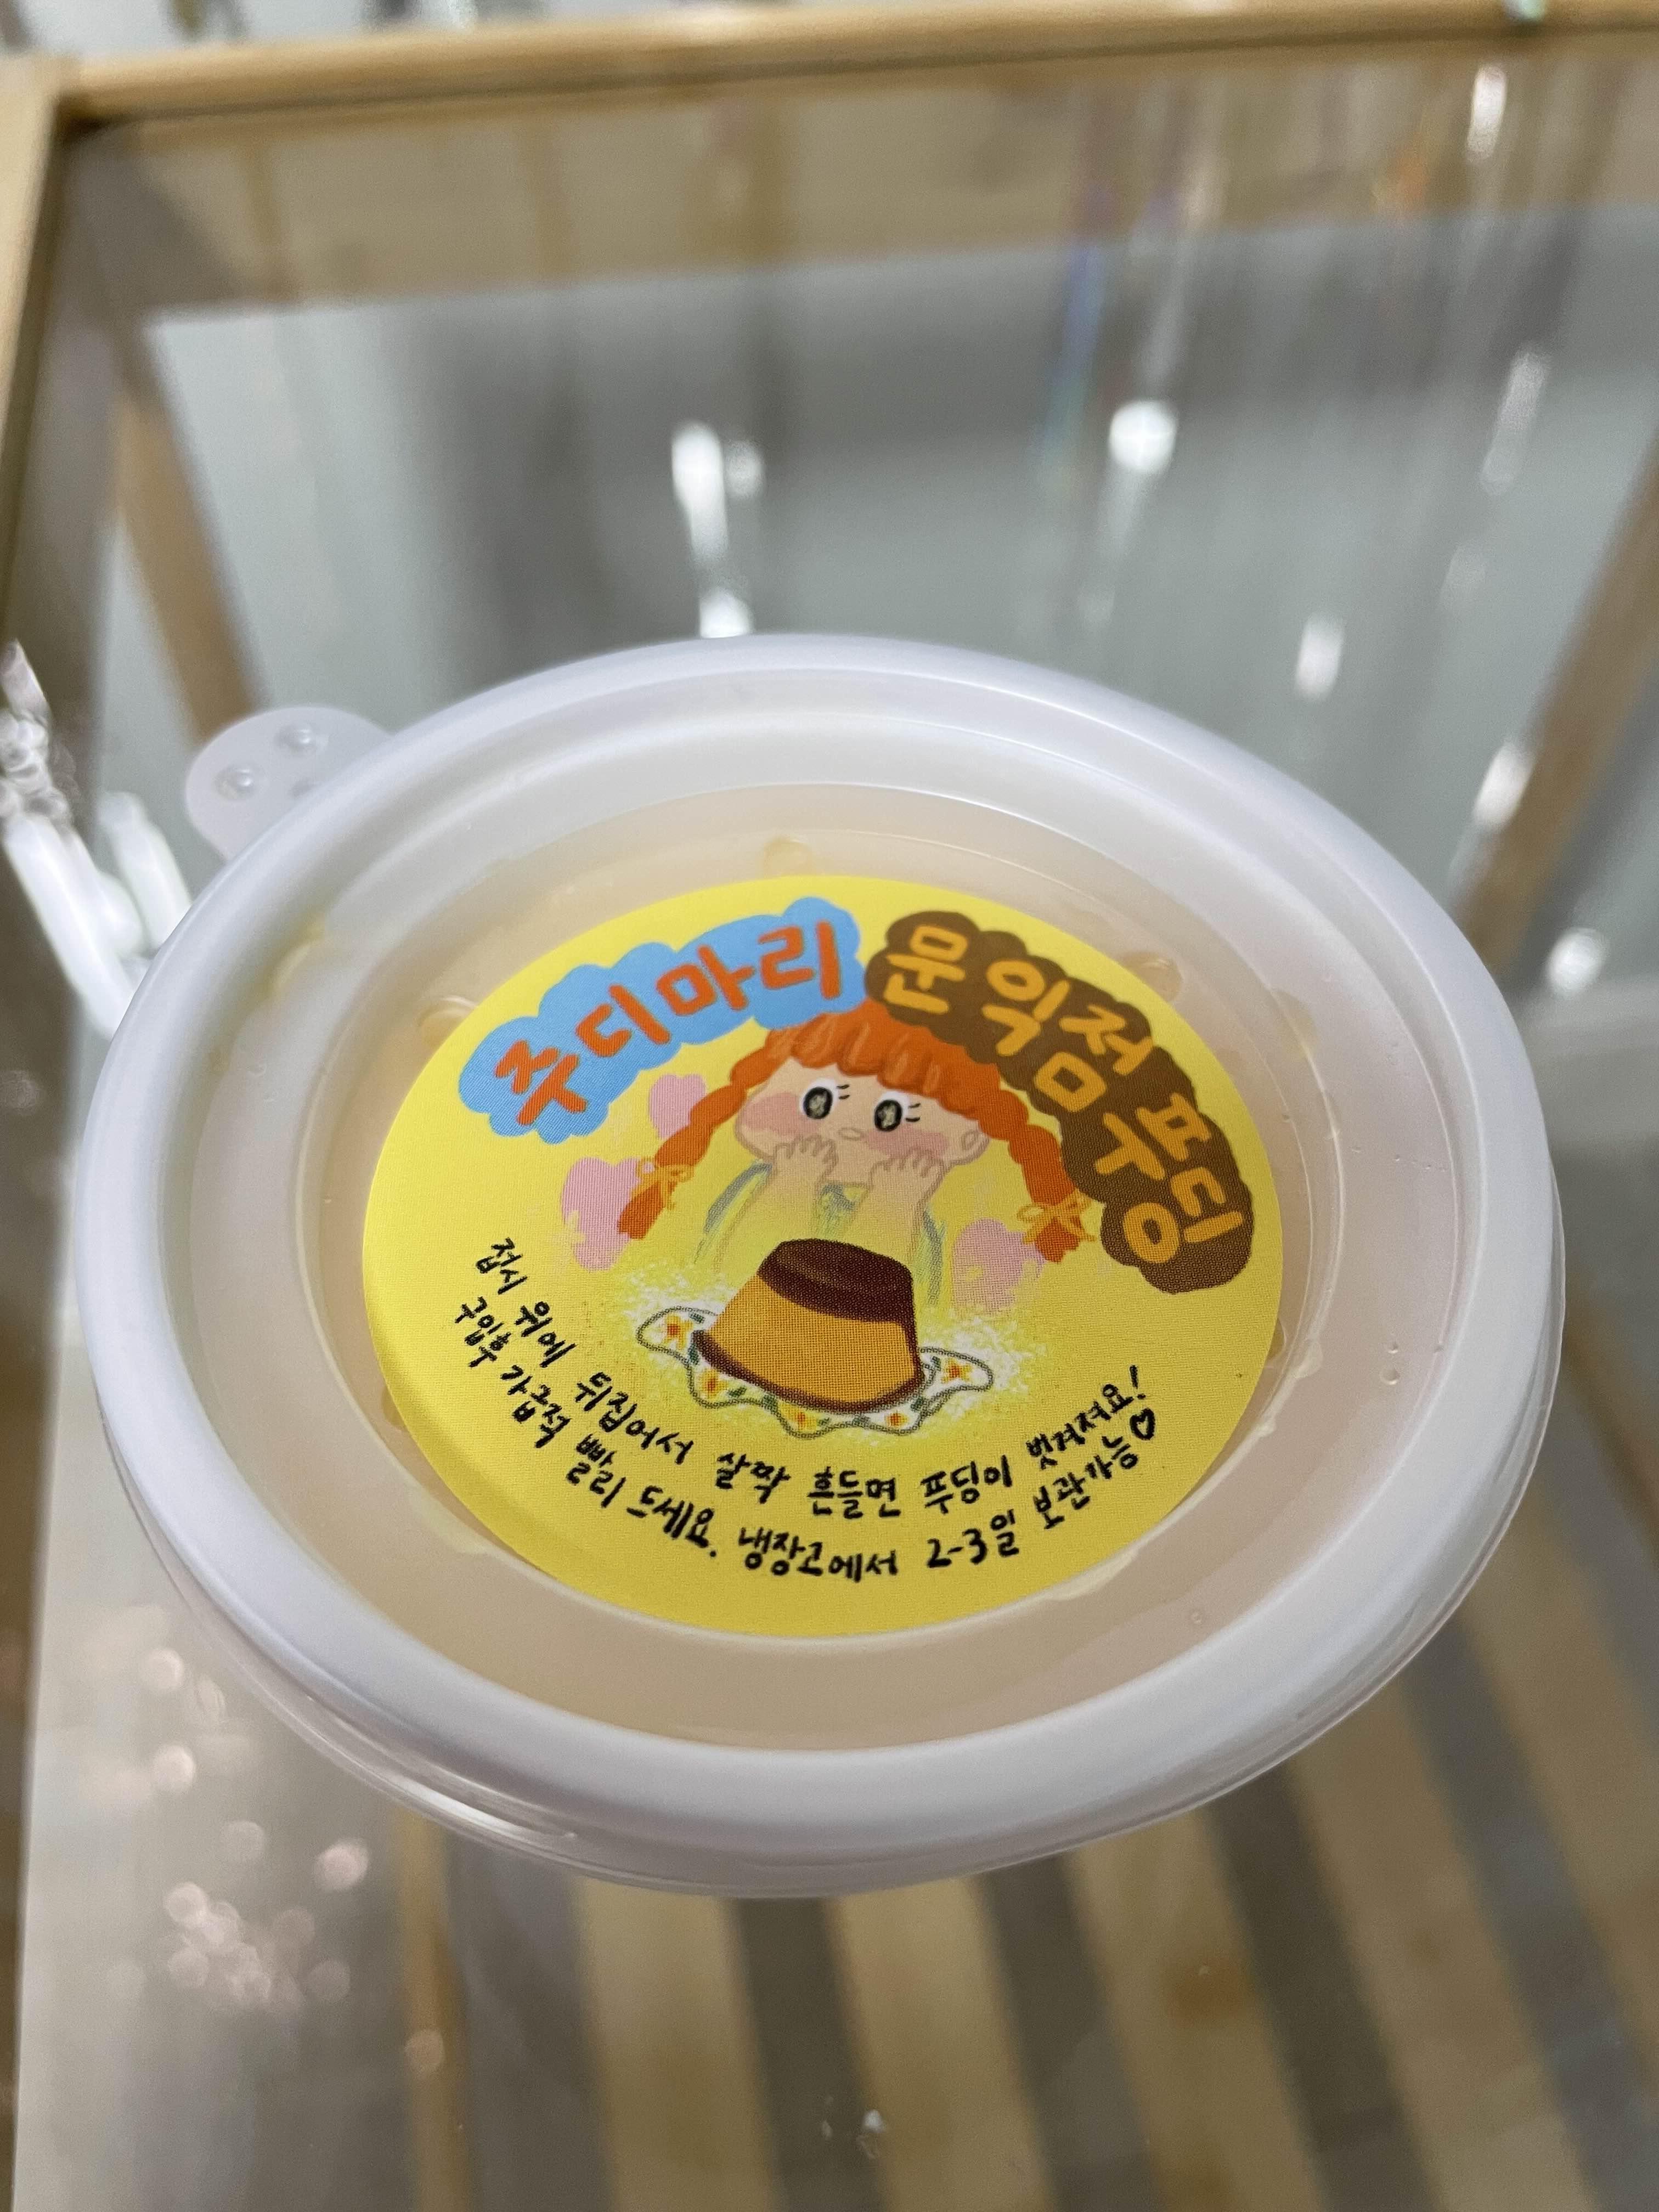 주디마리
문익점
푸딩
접시 위에 뒤집어서 살짝 흔들면 푸딩이 벗겨져요!
구입후 가급적 빨리 드세요. 냉장고에서 2-3일 보관가능♡